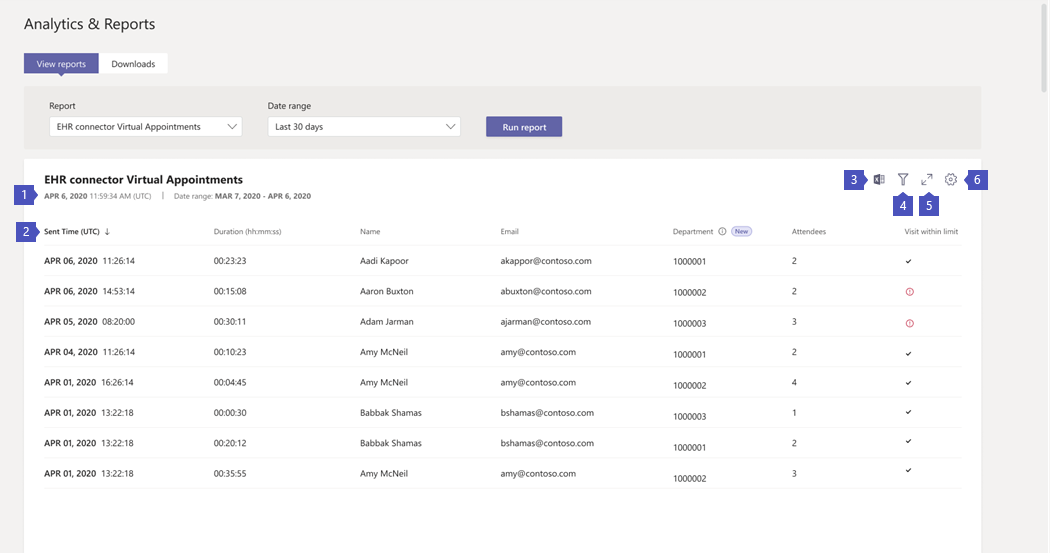 Analytics & Reports
View reports Downloads
Report Date range
EHR connector Virtual Appointments Last 30 days Run report
EHR connector Virtual Appointments
3 6
1 APR 6, 2020 11:59:34 AM (UTC) | Date range: MAR 7, 2020 - APR 6, 2020
4 5
2 Sent Time (UTC) ↓ Duration (hh:mm:ss) Name Email Department New Attendees Visit within limit
APR 06, 2020 11:26:14 00:23:23 Aadi Kapoor akappor@contoso.com 1000001 2
APR 06, 2020 14:53:14 00:15:08 Aaron Buxton abuxton@contoso.com 1000002 2
APR 05, 2020 08:20:00 00:30:11 Adam Jarman ajarman@contoso.com 1000003 3
APR 04, 2020 11:26:14 00:10:23 Amy McNeil amy@contoso.com 1000001 2
APR 01, 2020 16:26:14 00:04:45 Amy McNeil amy@contoso.com 1000002 4
APR 01, 2020 13:22:18 00:00:30 Babbak Shamas bshamas@contoso.com 1000003 1
APR 01, 2020 13:22:18 00:20:12 Babbak Shamas bshamas@contoso.com 1000001 2
APR 01, 2020 13:22:18 00:35:55 Amy McNeil amy@contoso.com 1000002 3